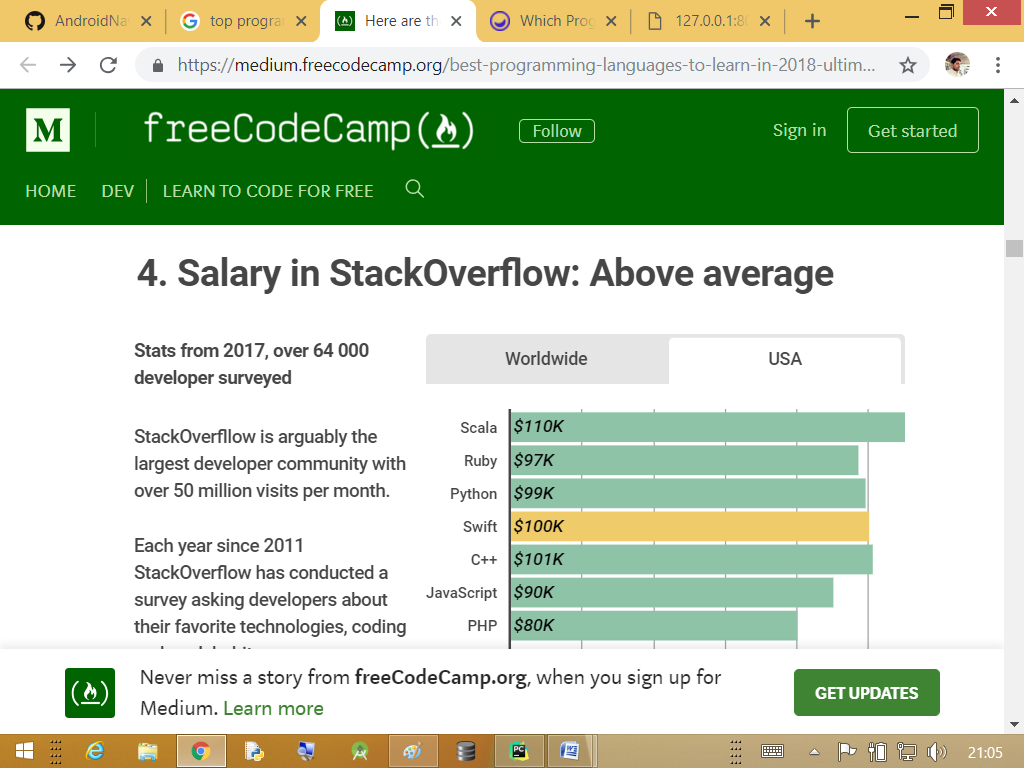 AndroidNa
top progra
Here are th
Which Prog
127.0.0.1:80
https://medium.freecodecamp.org/best-programming-languages-to-learn-in-2018-ultim...
M
freeCodeCamp
Follow
Sign in
Get started
HOME
DEV
LEARN TO CODE FOR FREE
4. Salary in StackOverflow: Above average
Stats from 2017, over 64 000
developer surveyed
StackOverfllow is arguably the
largest developer community with
over 50 million visits per month.
Each year since 2011
StackOverflow has conducted a
survey asking developers about
their favorite technologies, coding
Worldwide
USA
Scala $110K
Ruby $97K
Python $99K
Swift $100K
C++ $101K
JavaScript $90K
PHP $80K
Never miss a story from freeCodeCamp.org, when you sign up for
Medium. Learn more
GET UPDATES
PC
21:05